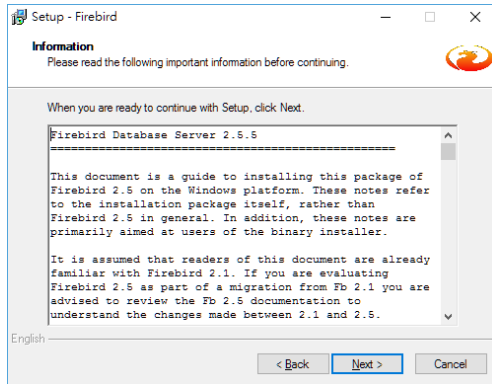 Setup - Firebird
Information
Please read the following important information before continuing.
When you are ready to continue with Setup, click Next.
Firebird Database Server 2.5.5
==================================================
This document is a guide to installing this package of
Firebird 2.5 on the Windows platform. These notes refer
to the installation package itself, rather than
Firebird 2.5 in general. In addition, these notes are
primarily aimed at users of the binary installer.
It is assumed that readers of this document are already
familiar with Firebird 2.1. If you are evaluating
Firebird 2.5 as part of a migration from Fb 2.1 you are
advised to review the Fb 2.5 documentation to
understand the changes made between 2.1 and 2.5.
English
< Back Next > Cancel